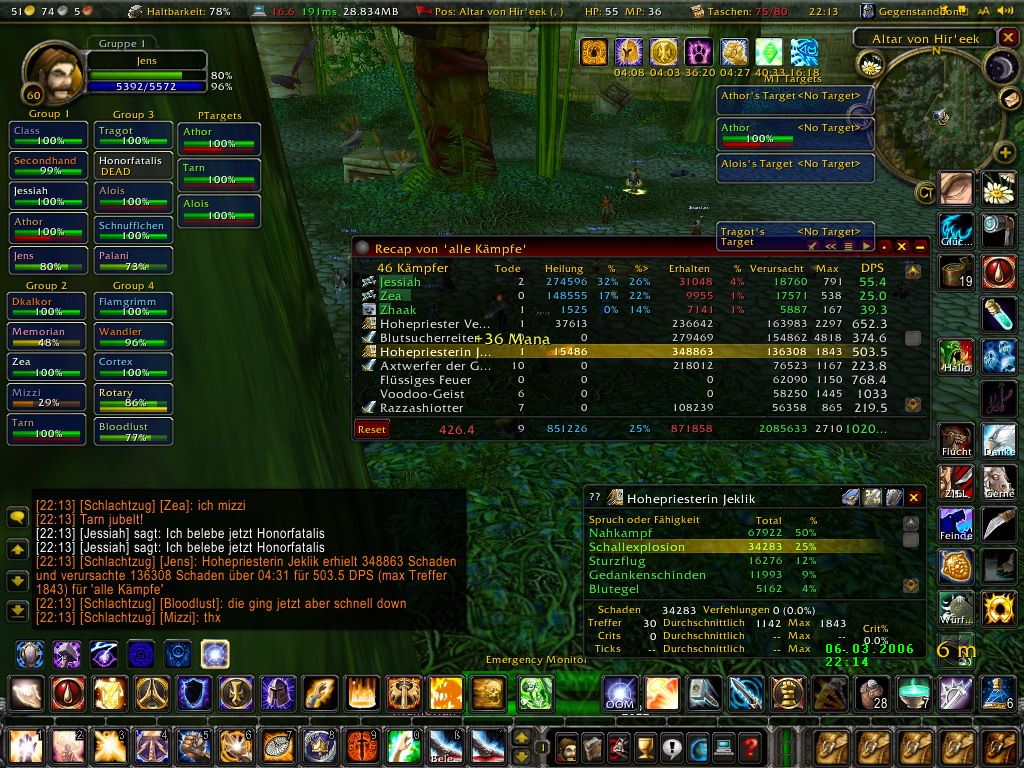 51 74 5 Haltbarkeit: 78% 16.6 191ms 28.834MB Pos: Altar von Hir'eek (,) HP: 55 MP: 36 Taschen: 75/80 22:13
Gruppe 1
Jens
5392/5572
80%
96%
60
Altar von Hir'eek
04:08 04:03 36:20 04:27 40:33 16:18
MT Targets
Athor's Target <No Target>
Athor <No Target>
100%
Alois's Target <No Target>
Tragot's Target <No Target>
Group 1
Class
100%
Secondhand
99%
Jessiah
100%
Athor
100%
Jens
80%
Group 3
Tragot
100%
Honorfatalis
DEAD
Alois
100%
Schnufflchen
100%
Palani
73%
PTargets
Athor
100%
Tarn
100%
Alois
100%
Group 2
Dkalkor
100%
Memorian
48%
Zea
100%
Mizzi
29%
Tarn
100%
Group 4
Flamgrimm
100%
Wandler
96%
Cortex
100%
Rotary
86%
Bloodlust
77%
Recap von 'alle Kämpfe'
46 Kämpfer Tode Heilung % %> Erhalten % Verursacht Max DPS
Jessiah 2 274596 32% 26% 31048 4% 18760 791 55.4
Zea 0 148555 17% 22% 9955 1% 17571 538 25.0
Zhaak 1 1525 0% 14% 7141 1% 5887 167 39.3
Hohepriester Ve... 1 37613 236642 163983 2297 652.3
Blutsucherreiter 0 279469 154862 4818 374.6
+36 Mana
Hohepriesterin J... 1 15486 348863 136308 1843 503.5
Axtwerfer der G... 10 0 218012 76523 1167 223.8
Flüssiges Feuer 0 0 62090 1150 768.4
Voodoo-Geist 6 0 0 58250 1445 1033
Razzashiotter 7 0 108239 56358 865 219.5
Reset 426.4 9 851226 25% 871858 2085633 2710 1020...
[22:13] [Schlachtzug] [Zea]: ich mizzi
[22:13] Tarn jubelt!
[22:13] [Jessiah] sagt: Ich belebe jetzt Honorfatalis
[22:13] [Jessiah] sagt: Ich belebe jetzt Honorfatalis
[22:13] [Schlachtzug] [Jens]: Hohepriesterin Jeklik erhielt 348863 Schaden
und verursachte 136308 Schaden über 04:31 für 503.5 DPS (max Treffer
1843) für 'alle Kämpfe'
[22:13] [Schlachtzug] [Bloodlust]: die ging jetzt aber schnell down
[22:13] [Schlachtzug] [Mizzi]: thx
?? Hohepriesterin Jeklik
Spruch oder Fähigkeit Total %
Nahkampf 67922 50%
Schallexplosion 34283 25%
Sturzflug 16276 12%
Gedankenschinden 11993 9%
Blutegel 5162 4%
Schaden 34283 Verfehlungen 0 (0.0%)
Treffer 30 Durchschnittlich 1142 Max 1843
Crits 0 Durchschnittlich -- Max -- Crit%
0.0%
Ticks -- Durchschnittlich -- Max
06.03.2006
22:14
Emergency Monitor
19
Hallo
Flucht
Danke
Gerne
Feinde
6 m
OOM
28
7
6